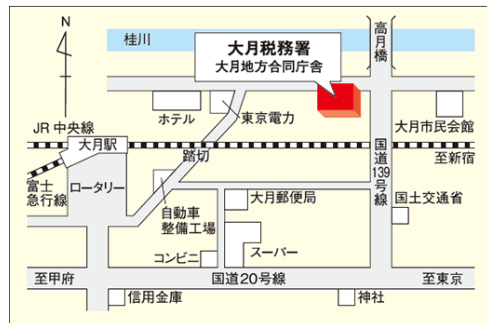 N
桂川
大月税務署
大月地方合同庁舎
高月橋
ホテル
東京電力
大月市民会館
JR中央線
大月駅
踏切
国道139号線
至新宿
富士
急行線
ロータリー
自動車
整備工場
大月郵便局
国土交通省
コンビニ
スーパー
至甲府
国道20号線
至東京
信用金庫
神社